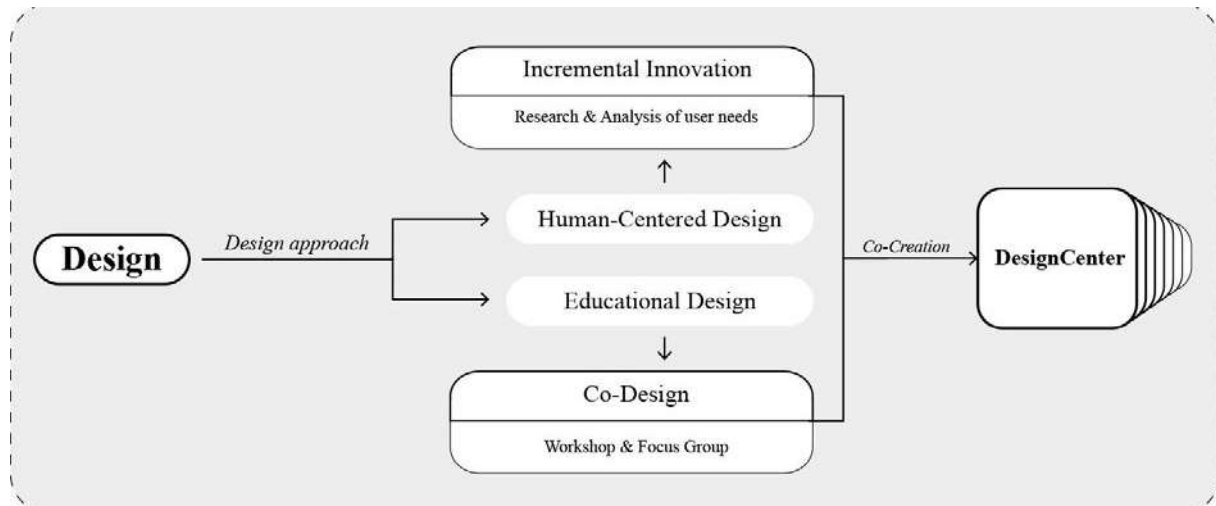 Design
Design approach
Incremental Innovation
Research & Analysis of user needs
Human-Centered Design
Educational Design
Co-Design
Workshop & Focus Group
Co-Creation
DesignCenter